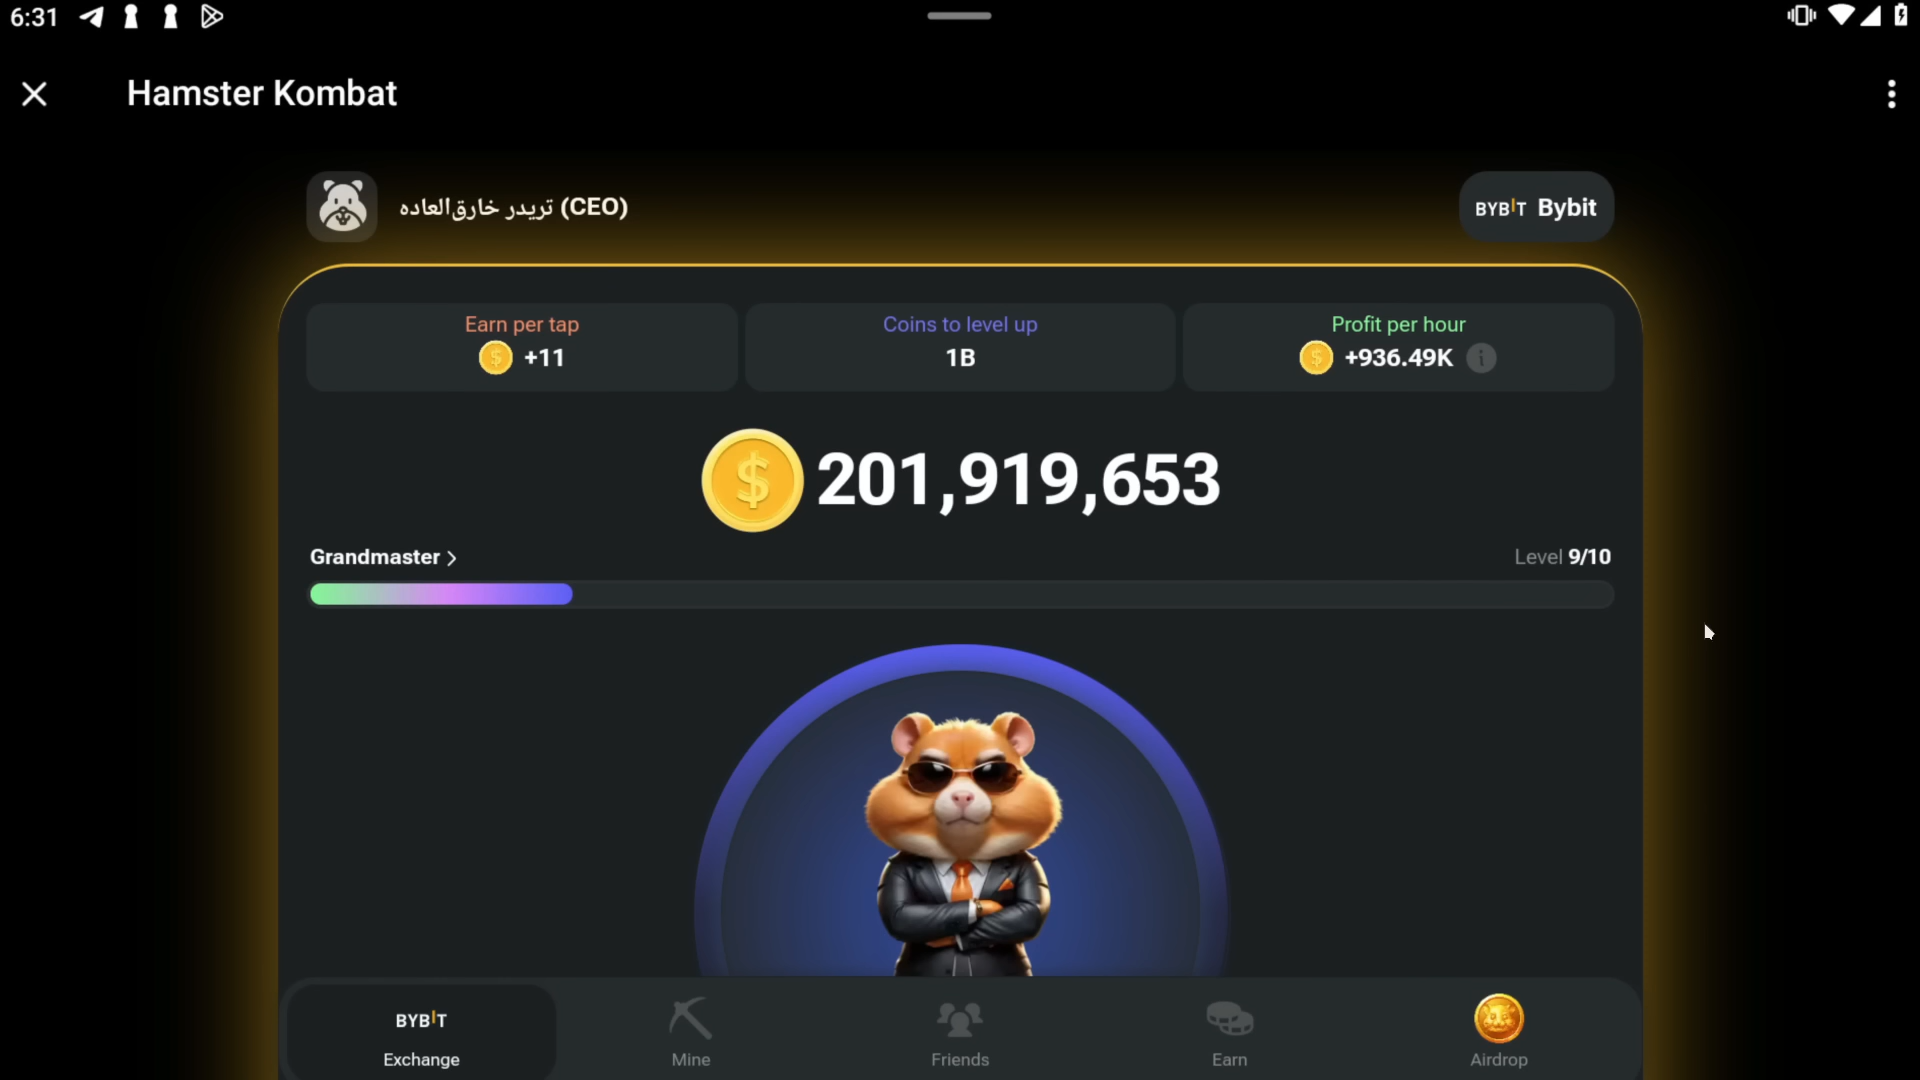 6:31
Hamster Kombat
تریدر خارق‌العاده (CEO)
BYBIT Bybit
Earn per tap
+11
Coins to level up
1B
Profit per hour
+936.49K
201,919,653
Grandmaster >
Level 9/10
BYBIT
Exchange
Mine
Friends
Earn
Airdrop